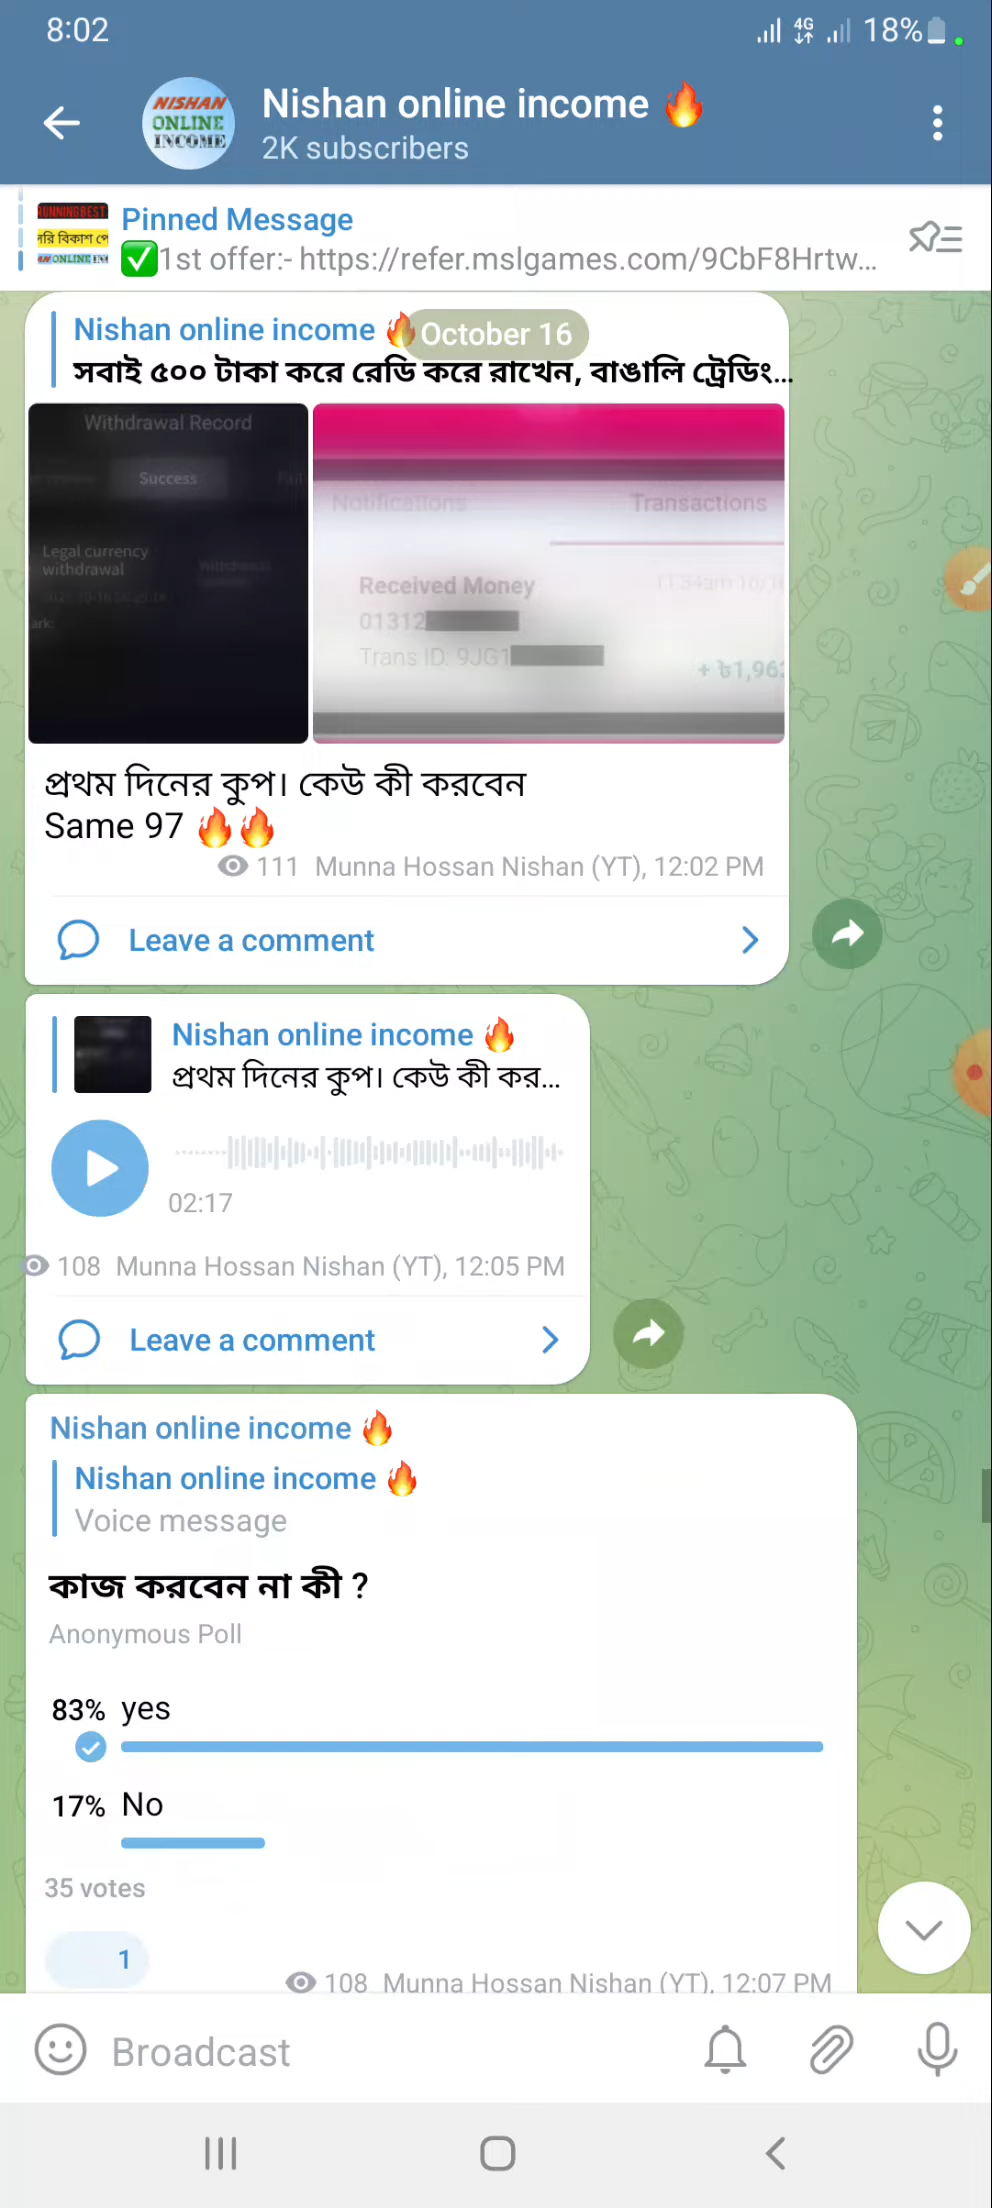 8:02
4G
18%
NISHAN
ONLINE
INCOME
Nishan online income 🔥
2K subscribers
Pinned Message
✅1st offer:- https://refer.mslgames.com/9CbF8Hrtw...
Nishan online income 🔥
October 16
সবাই ৫০০ টাকা করে রেডি করে রাখেন, বাঙালি ট্রেডিং...
Withdrawal Record
Success
Legal currency
withdrawal
Notifications
Transactions
Received Money
01312
Trans ID: 9JG1
+ ৳1,962
প্রথম দিনের কুপ। কেউ কী করবেন
Same 97 🔥🔥
111 Munna Hossan Nishan (YT), 12:02 PM
Leave a comment
Nishan online income 🔥
প্রথম দিনের কুপ। কেউ কী কর...
02:17
108 Munna Hossan Nishan (YT), 12:05 PM
Leave a comment
Nishan online income 🔥
Nishan online income 🔥
Voice message
কাজ করবেন না কী ?
Anonymous Poll
83% yes
17% No
35 votes
1
108 Munna Hossan Nishan (YT), 12:07 PM
Broadcast